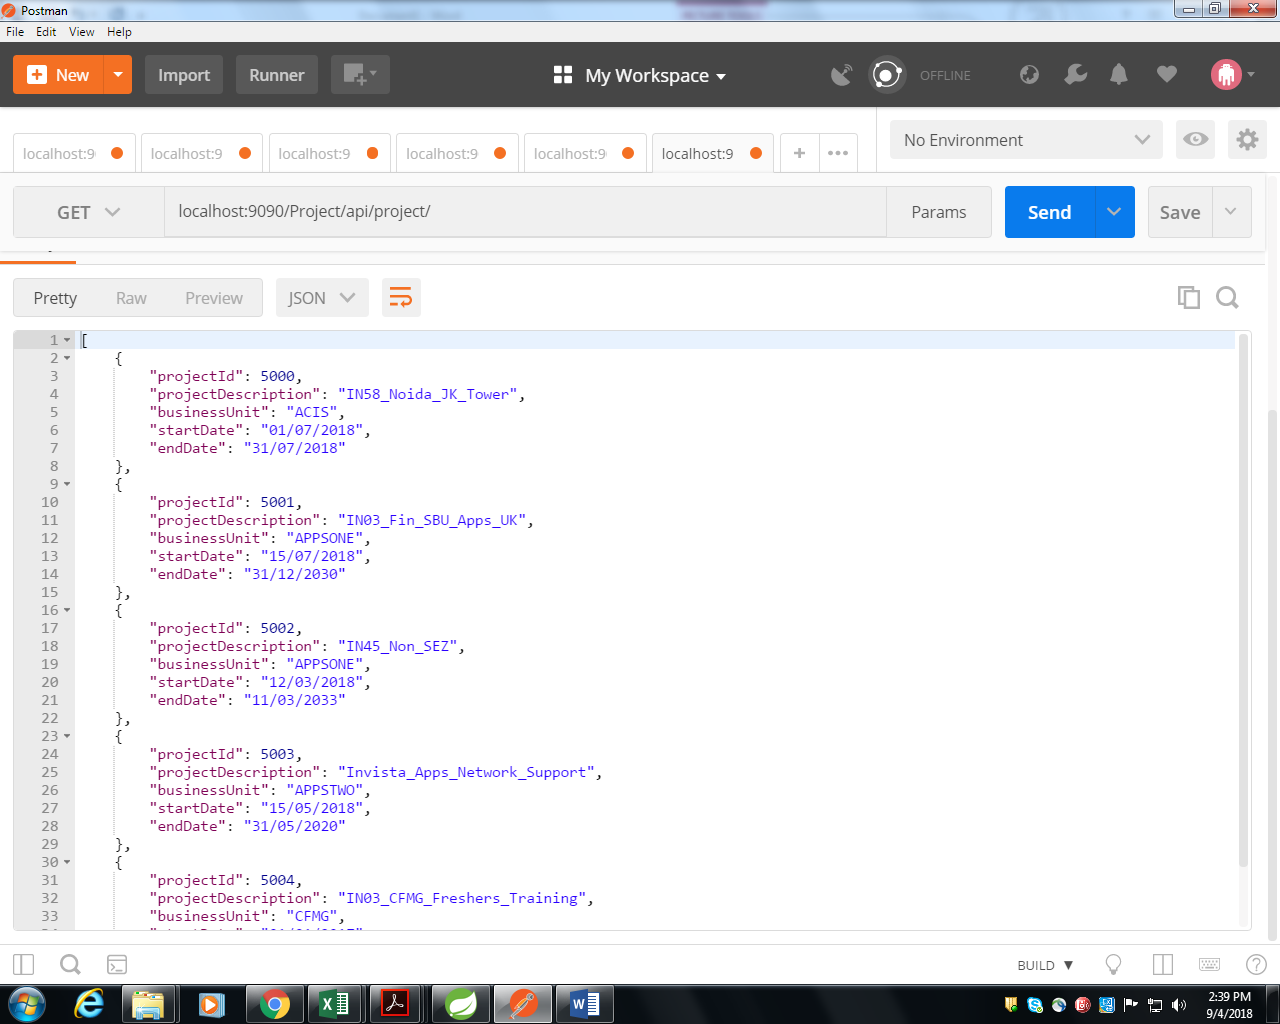 Postman
File Edit View Help
New Import Runner My Workspace OFFLINE
localhost:9 localhost:9 localhost:9 localhost:9 localhost:9 localhost:9 + ••• No Environment
GET localhost:9090/Project/api/project/ Params Send Save
Pretty Raw Preview JSON
1 [
2 {
3 "projectId": 5000,
4 "projectDescription": "IN58_Noida_JK_Tower",
5 "businessUnit": "ACIS",
6 "startDate": "01/07/2018",
7 "endDate": "31/07/2018"
8 },
9 {
10 "projectId": 5001,
11 "projectDescription": "IN03_Fin_SBU_Apps_UK",
12 "businessUnit": "APPSONE",
13 "startDate": "15/07/2018",
14 "endDate": "31/12/2030"
15 },
16 {
17 "projectId": 5002,
18 "projectDescription": "IN45_Non_SEZ",
19 "businessUnit": "APPSONE",
20 "startDate": "12/03/2018",
21 "endDate": "11/03/2033"
22 },
23 {
24 "projectId": 5003,
25 "projectDescription": "Invista_Apps_Network_Support",
26 "businessUnit": "APPSTWO",
27 "startDate": "15/05/2018",
28 "endDate": "31/05/2020"
29 },
30 {
31 "projectId": 5004,
32 "projectDescription": "IN03_CFMG_Freshers_Training",
33 "businessUnit": "CFMG",
BUILD
2:39 PM
9/4/2018